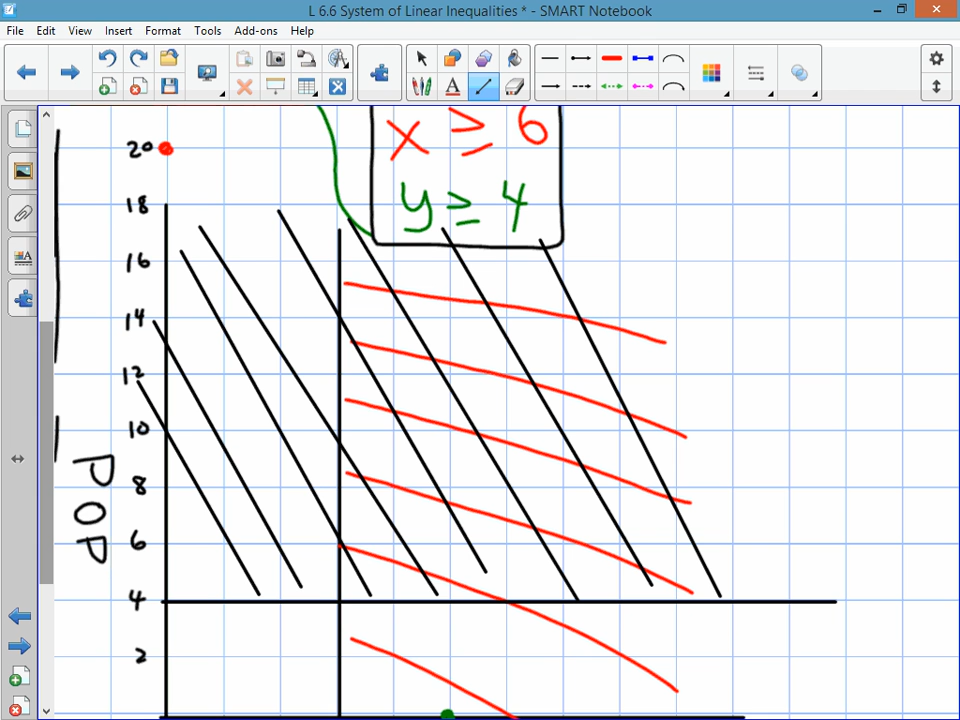 L 6.6 System of Linear Inequalities * - SMART Notebook
File Edit View Insert Format Tools Add-ons Help
x ≥ 6
y ≥ 4
20
18
16
14
12
10
8
6
4
2
POP